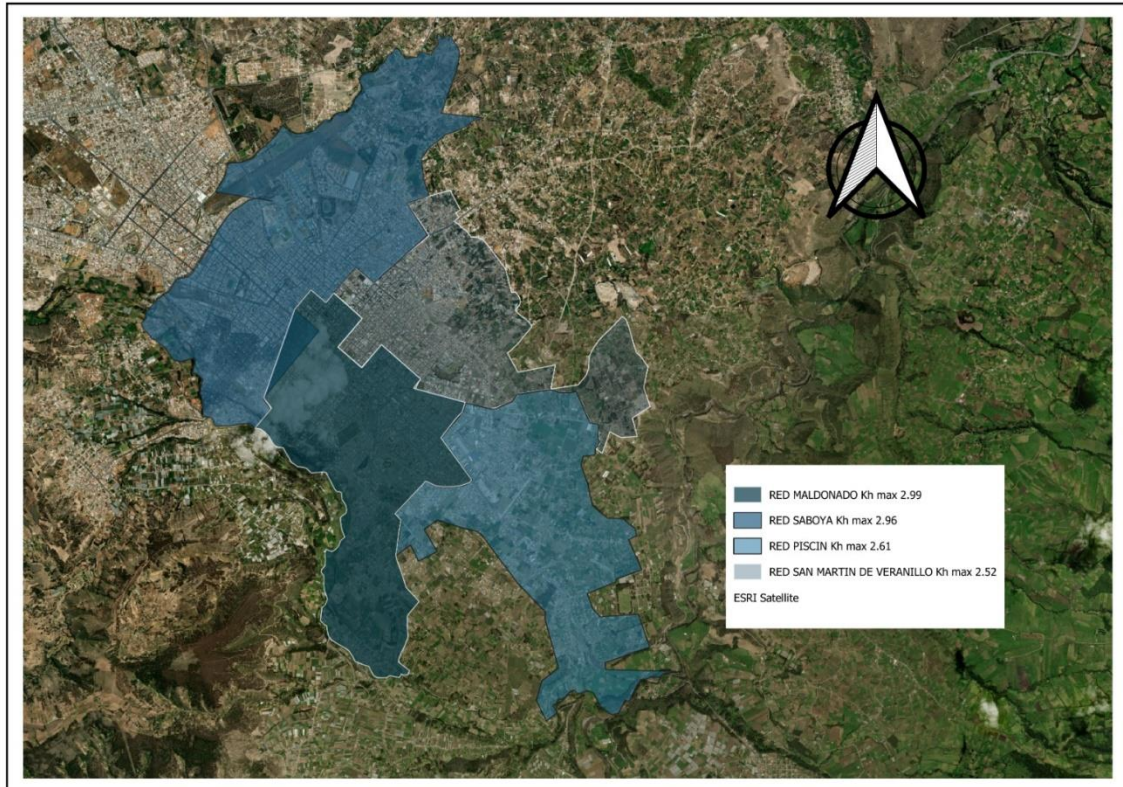 RED MALDONADO Kh max 2.99
RED SABOYA Kh max 2.96
RED PISCIN Kh max 2.61
RED SAN MARTIN DE VERANILLO Kh max 2.52
ESRI Satellite